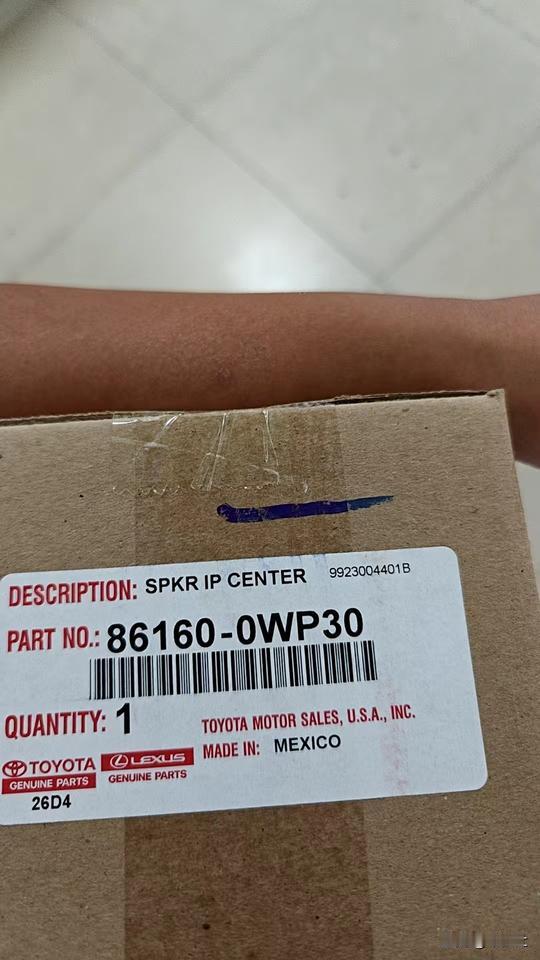 DESCRIPTION: SPKR IP CENTER 9923004401B
PART NO.: 86160-0WP30
QUANTITY: 1
TOYOTA MOTOR SALES, U.S.A., INC.
MADE IN: MEXICO
TOYOTA
GENUINE PARTS
LEXUS
GENUINE PARTS
26D4